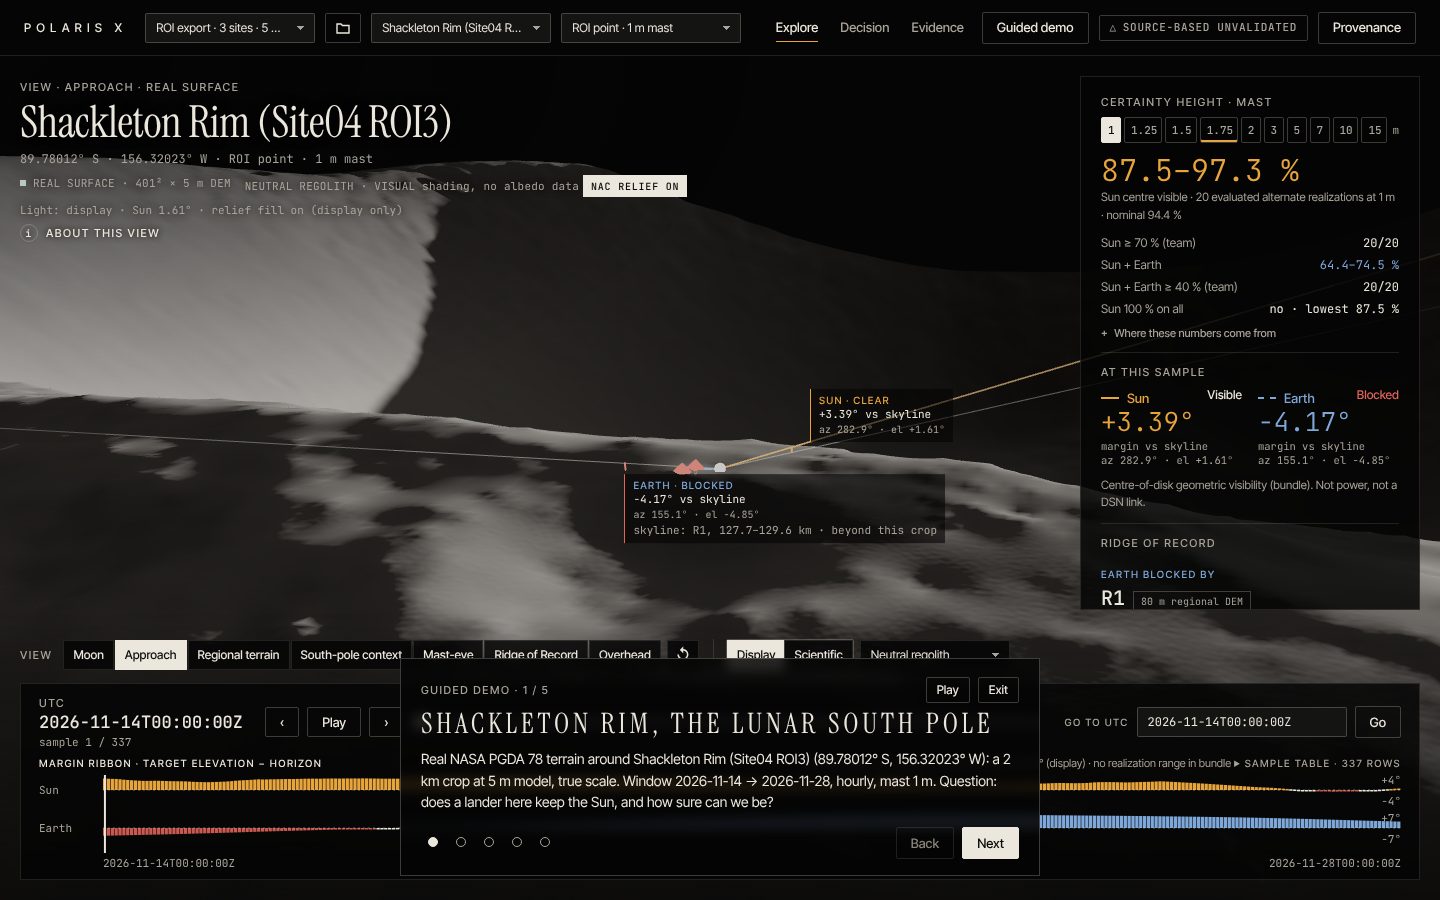 POLARIS X
ROI export · 3 sites · 5 ...
Shackleton Rim (Site04 R...
ROI point · 1 m mast
Explore
Decision
Evidence
Guided demo
△ SOURCE-BASED UNVALIDATED
Provenance
VIEW · APPROACH · REAL SURFACE
Shackleton Rim (Site04 ROI3)
89.78012° S · 156.32023° W · ROI point · 1 m mast
REAL SURFACE · 401² × 5 m DEM
NEUTRAL REGOLITH · VISUAL shading, no albedo data
NAC RELIEF ON
Light: display · Sun 1.61° · relief fill on (display only)
i ABOUT THIS VIEW
CERTAINTY HEIGHT · MAST
1 1.25 1.5 1.75 2 3 5 7 10 15 m
87.5–97.3 %
Sun centre visible · 20 evaluated alternate realizations at 1 m
· nominal 94.4 %
Sun ≥ 70 % (team) 20/20
Sun + Earth 64.4–74.5 %
Sun + Earth ≥ 40 % (team) 20/20
Sun 100 % on all no · lowest 87.5 %
+ Where these numbers come from
AT THIS SAMPLE
Sun Visible
+3.39°
margin vs skyline
az 282.9° · el +1.61°
Earth Blocked
-4.17°
margin vs skyline
az 155.1° · el -4.85°
Centre-of-disk geometric visibility (bundle). Not power, not a
DSN link.
RIDGE OF RECORD
EARTH BLOCKED BY
R1 80 m regional DEM
SUN · CLEAR
+3.39° vs skyline
az 282.9° · el +1.61°
EARTH · BLOCKED
-4.17° vs skyline
az 155.1° · el -4.85°
skyline: R1, 127.7–129.6 km · beyond this crop
VIEW
Moon
Approach
Regional terrain
South-pole context
Mast-eye
Ridge of Record
Overhead
Display
Scientific
Neutral regolith
UTC
2026-11-14T00:00:00Z
sample 1 / 337
‹
Play
›
GO TO UTC
2026-11-14T00:00:00Z
Go
MARGIN RIBBON · TARGET ELEVATION − HORIZON
° (display) · no realization range in bundle
▸ SAMPLE TABLE · 337 ROWS
Sun
+4°
-4°
Earth
+7°
-7°
2026-11-14T00:00:00Z
2026-11-28T00:00:00Z
GUIDED DEMO · 1 / 5
Play
Exit
SHACKLETON RIM, THE LUNAR SOUTH POLE
Real NASA PGDA 78 terrain around Shackleton Rim (Site04 ROI3) (89.78012° S, 156.32023° W): a 2
km crop at 5 m model, true scale. Window 2026-11-14 → 2026-11-28, hourly, mast 1 m. Question:
does a lander here keep the Sun, and how sure can we be?
Back
Next